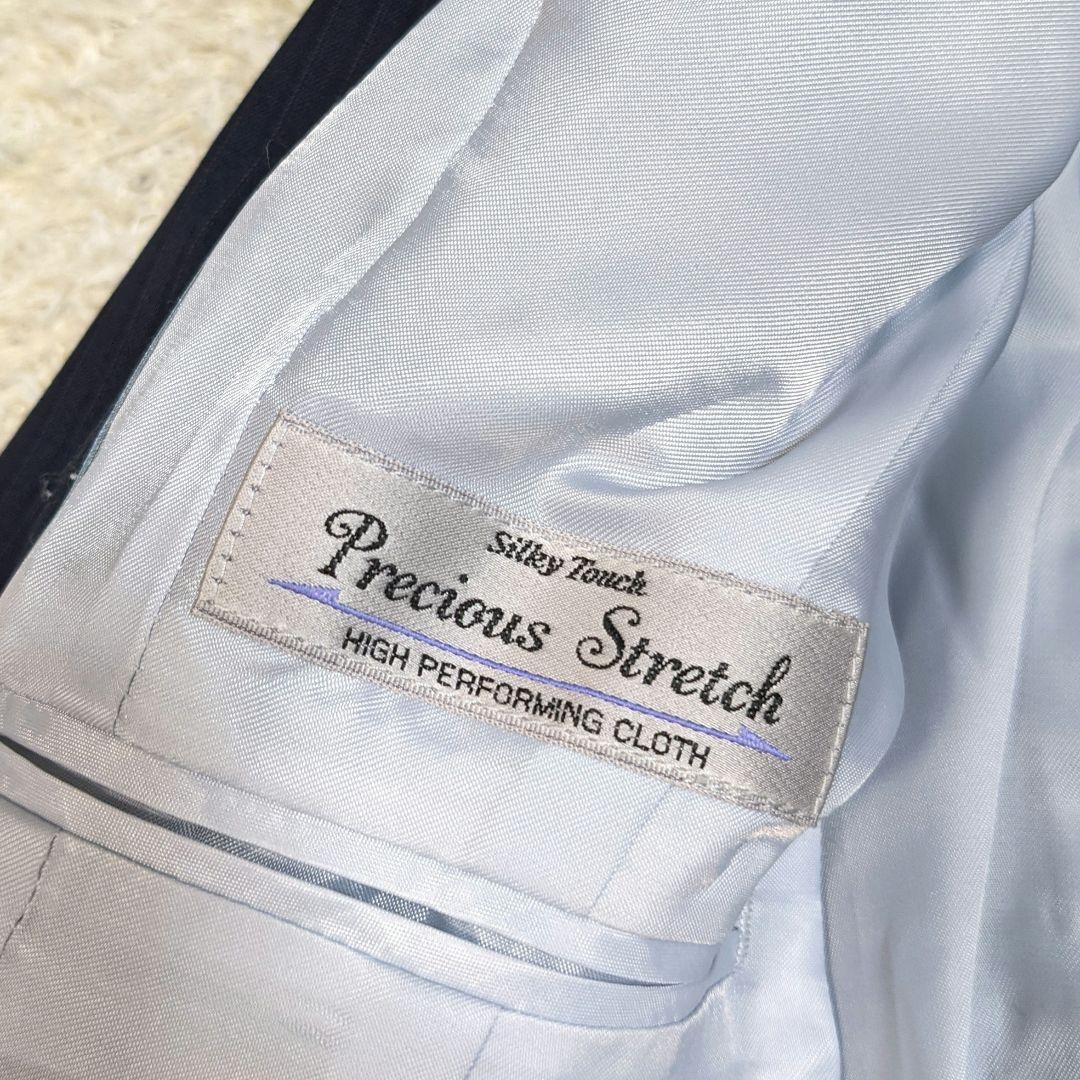 Silky Touch
Precious Stretch
HIGH PERFORMING CLOTH